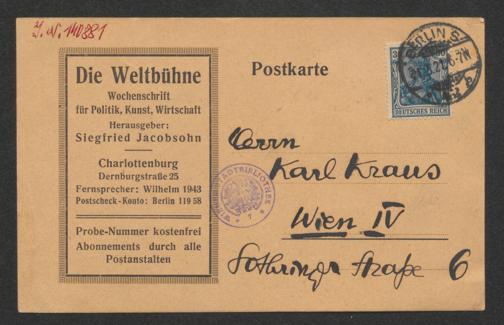 J. N. 140881
Die Weltbühne
Wochenschrift
für Politik, Kunst, Wirtschaft
Herausgeber:
Siegfried Jacobsohn
Charlottenburg
Dernburgstraße 25
Fernsprecher: Wilhelm 1943
Postscheck-Konto: Berlin 119 58
Probe-Nummer kostenfrei
Abonnements durch alle
Postanstalten
Postkarte
BERLIN
DEUTSCHES REICH
STADTBIBLIOTHEK
Herrn
Karl Kraus
Wien IV
Lothringer Straße 6